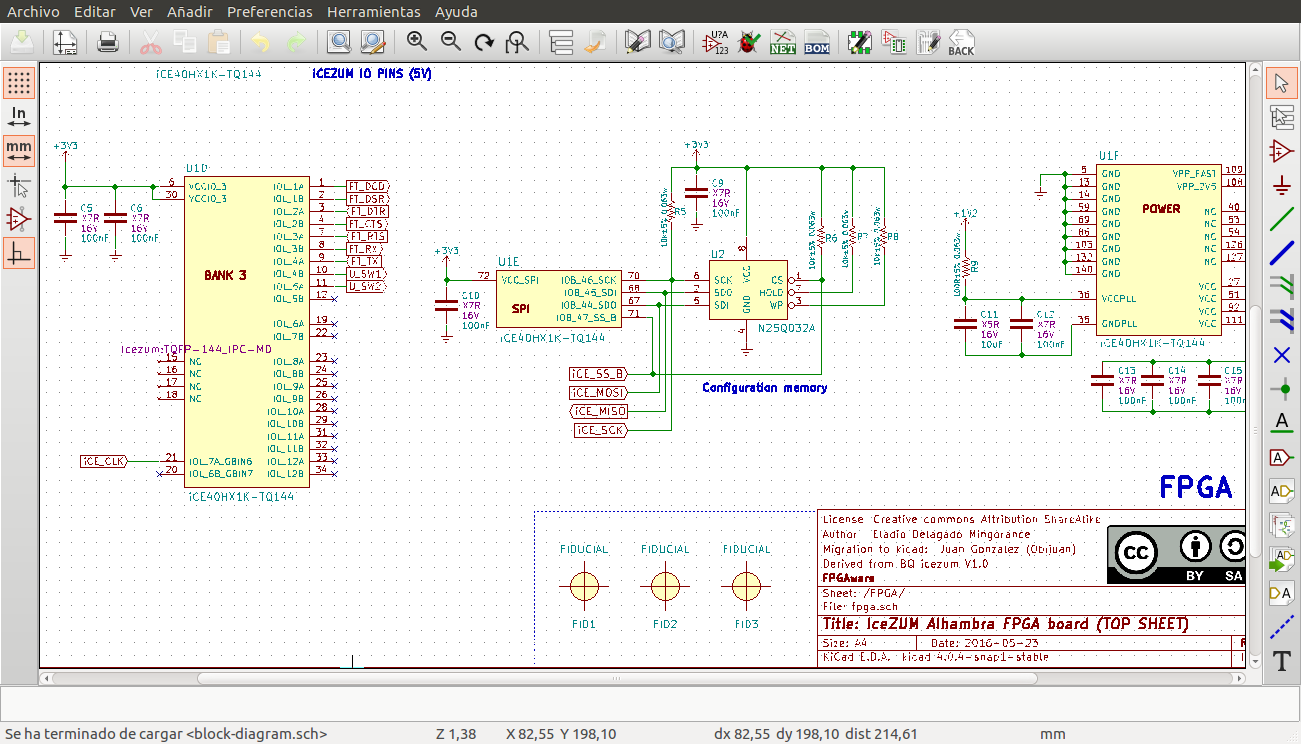 Archivo Editar Ver Añadir Preferencias Herramientas Ayuda
U?A
123
NET
BOM
BACK
In
mm
iCE40HX1K-TQ144
iCEZUM IO PINS (5V)
+3V3
C5
X7R
16V
100nF
C6
X7R
16V
100nF
U1D
6 VCCIO_3
30 VCCIO_3
IOL_1A 1 FT_DCD
IOL_1B 2 FT_DSR
IOL_2A 3 FT_DTR
IOL_2B 4 FT_CTS
IOL_3A 7 FT_RTS
IOL_3B 8 FT_RX
IOL_4A 9 FT_TX
IOL_4B 10 U_SW1
IOL_5A 11 U_SW2
IOL_5B 12
BANK 3
IOL_6A 19
IOL_7B 22
Icezum:TQFP-144_IPC-MD
15 NC
16 NC
17 NC
18 NC
IOL_8A 23
IOL_8B 24
IOL_9A 25
IOL_9B 26
IOL_10A 28
IOL_10B 29
IOL_11A 31
IOL_11B 32
IOL_12A 33
IOL_12B 34
iCE_CLK 21 IOL_7A_GBIN6
20 IOL_6B_GBIN7
iCE40HX1K-TQ144
+3V3
C10
X7R
16V
100nF
U1E
72 VCC_SPI
IOB_46_SCK 70
IOB_45_SDI 68
IOB_44_SDO 67
IOB_47_SS_B 71
SPI
iCE40HX1K-TQ144
+3V3
C9
X7R
16V
100nF
10k±5% 0.063w
R5
U2
8
VCC
6 SCK
2 SDO
5 SDI
CS 1
HOLD 7
WP 3
GND
4
N25Q032A
10k±5% 0.063w
R6
10k±5% 0.063w
R7
10k±5% 0.063w
R8
iCE_SS_B
iCE_MOSI
iCE_MISO
iCE_SCK
Configuration memory
+1V2
100R±5% 0.063w
R9
C11
X5R
16V
10uF
C12
X7R
16V
100nF
U1F
5 GND
13 GND
14 GND
59 GND
69 GND
86 GND
103 GND
132 GND
140 GND
36 VCCPLL
35 GNDPLL
POWER
VPP_FAST 109
VPP_2V5 108
NC 40
NC 53
NC 54
NC 126
NC 127
VCC 27
VCC 51
VCC 92
VCC 111
iCE40HX1K-TQ144
C13
X7R
16V
100nF
C14
X7R
16V
100nF
C15
X7R
16V
100n
FPGA
FIDUCIAL FIDUCIAL FIDUCIAL
FID1 FID2 FID3
License Creative commons Attribution ShareAlike
Author: Eladio Delagado Mingorance
Migration to kicad: Juan Gonzalez (Obijuan)
Derived from BQ icezum V1.0
FPGAwars
Sheet: /FPGA/
File: fpga.sch
Title: IceZUM Alhambra FPGA board (TOP SHEET)
Size: A4 Date: 2016-05-23
KiCad E.D.A. kicad 4.0.4-snap1-stable
CC
BY SA
Se ha terminado de cargar <block-diagram.sch>
Z 1,38
X 82,55 Y 198,10
dx 82,55 dy 198,10 dist 214,61
mm